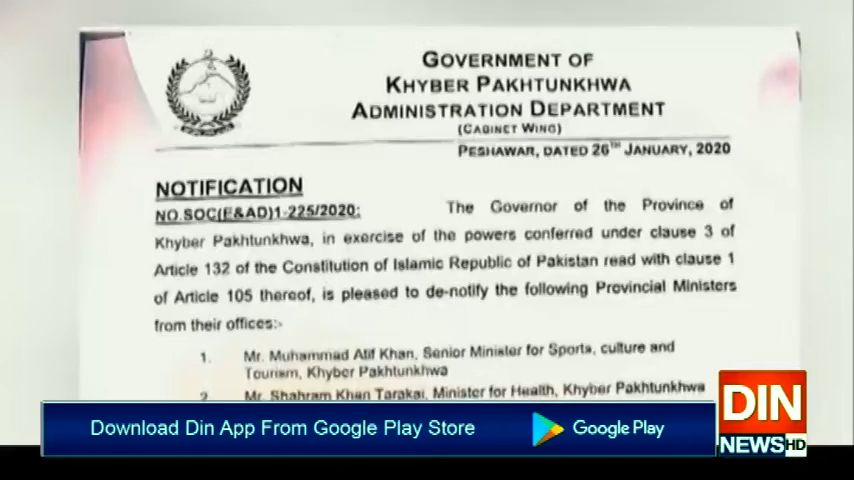 GOVERNMENT OF
KHYBER PAKHTUNKHWA
ADMINISTRATION DEPARTMENT
(CABINET WING)
PESHAWAR, DATED 26TH JANUARY, 2020
NOTIFICATION
NO.SOC(E&AD)1-225/2020: The Governor of the Province of
Khyber Pakhtunkhwa, in exercise of the powers conferred under clause 3 of
Article 132 of the Constitution of Islamic Republic of Pakistan read with clause 1
of Article 105 thereof, is pleased to de-notify the following Provincial Ministers
from their offices:-
1. Mr. Muhammad Atif Khan, Senior Minister for Sports, culture and
Tourism, Khyber Pakhtunkhwa
2. Mr. Shahram Khan Tarakai, Minister for Health, Khyber Pakhtunkhwa
Download Din App From Google Play Store
Google Play
DIN
NEWS HD